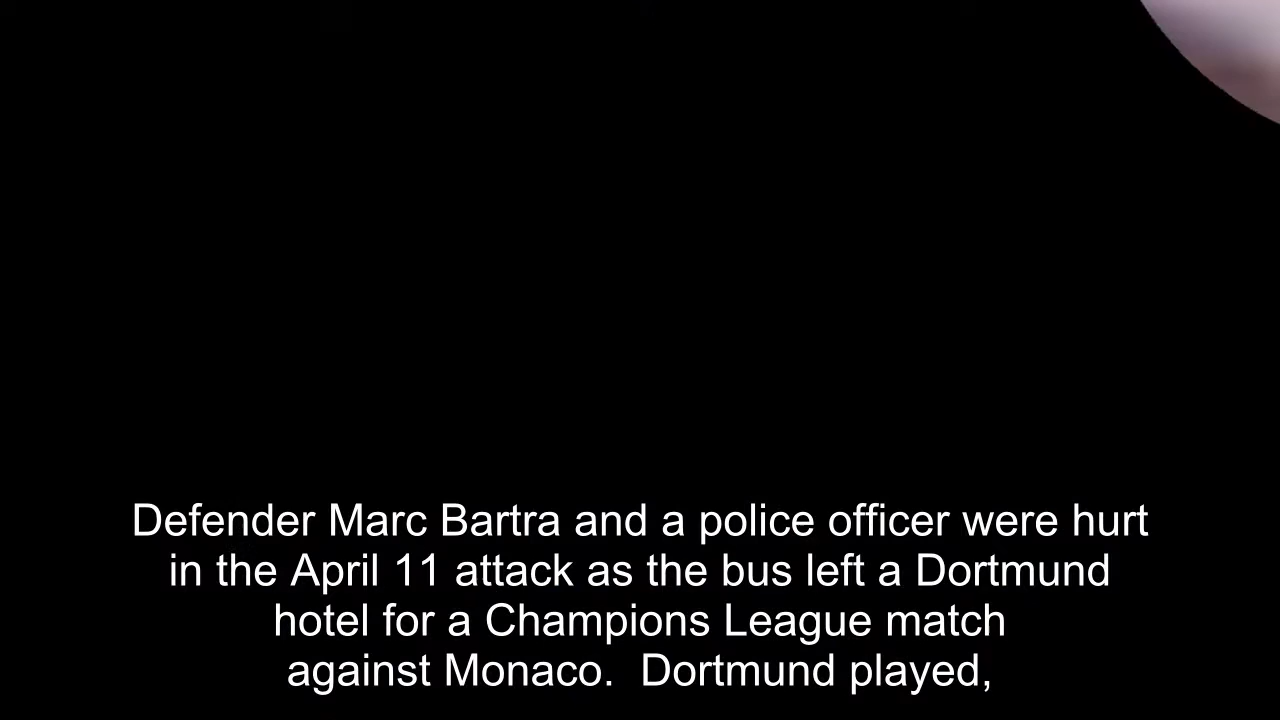 Defender Marc Bartra and a police officer were hurt
in the April 11 attack as the bus left a Dortmund
hotel for a Champions League match
against Monaco.  Dortmund played,